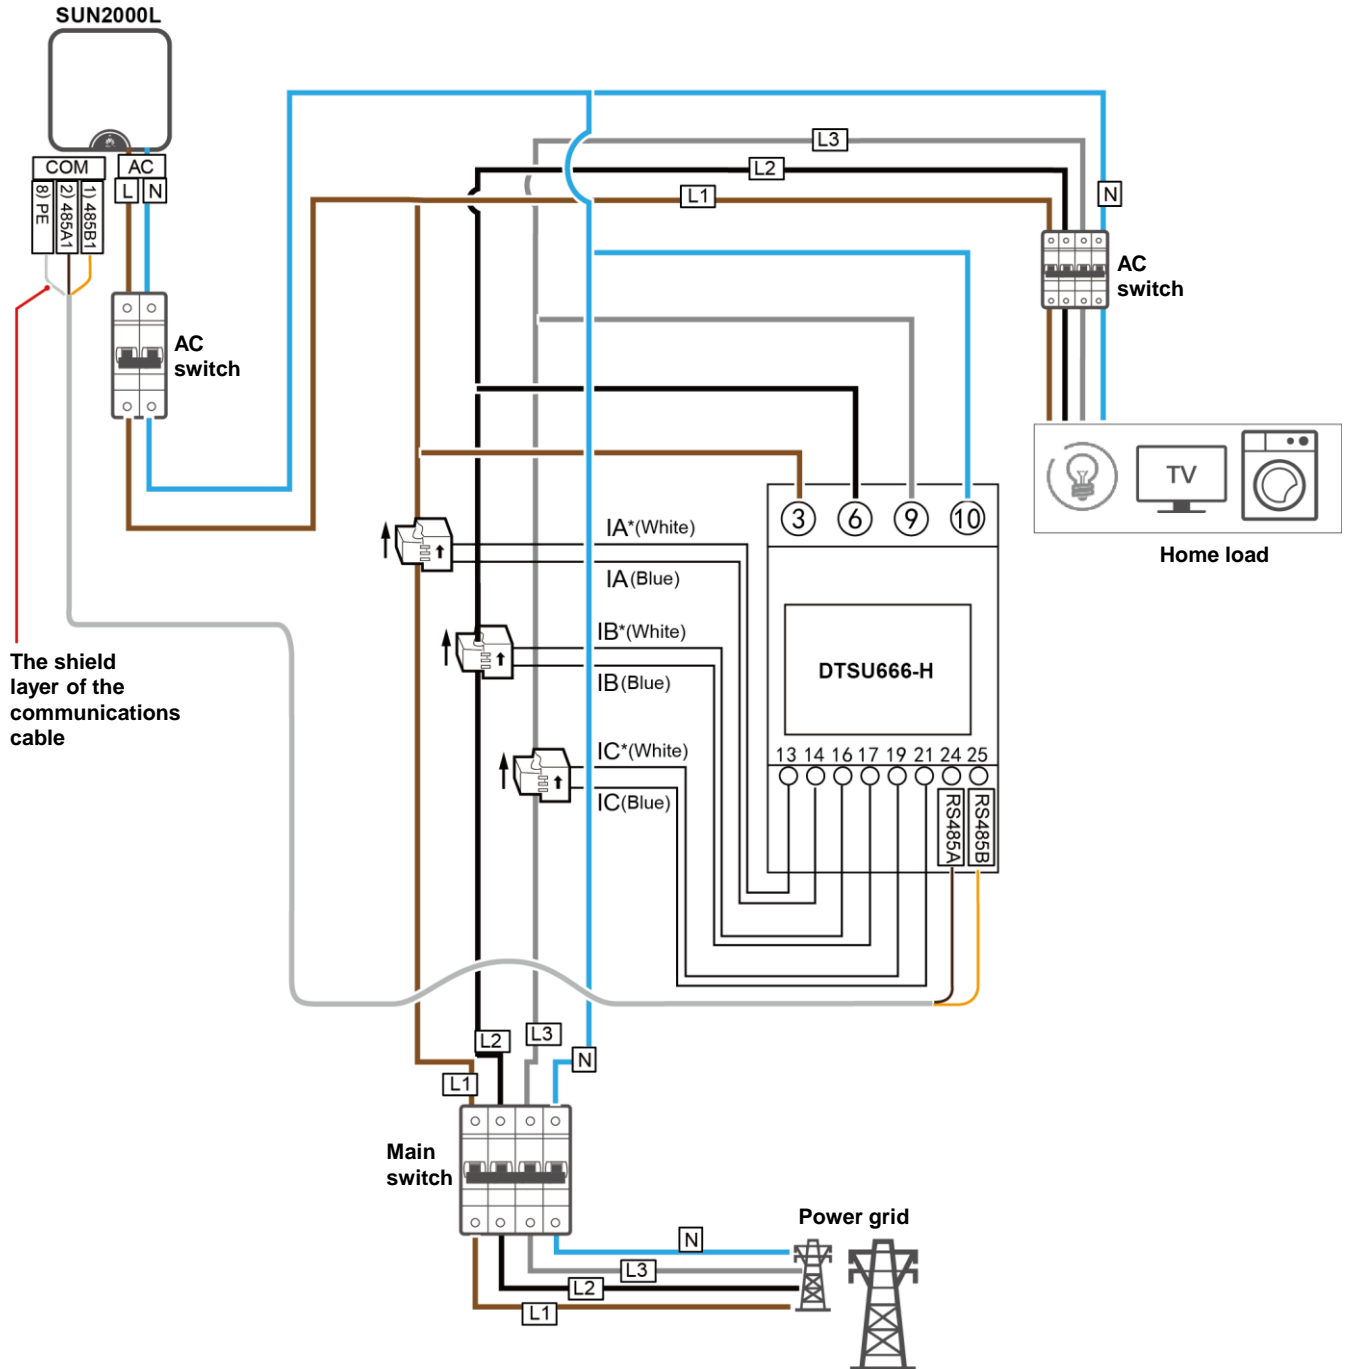 SUN2000L
COM
AC
8) PE
2) 485A1
1) 485B1
L
N
AC
switch
L3
L2
L1
N
AC
switch
TV
Home load
3
6
9
10
IA*(White)
IA(Blue)
IB*(White)
IB(Blue)
IC*(White)
IC(Blue)
DTSU666-H
13 14 16 17 19 21 24 25
RS485A
RS485B
The shield
layer of the
communications
cable
L2
L3
N
L1
Main
switch
Power grid
N
L3
L2
L1